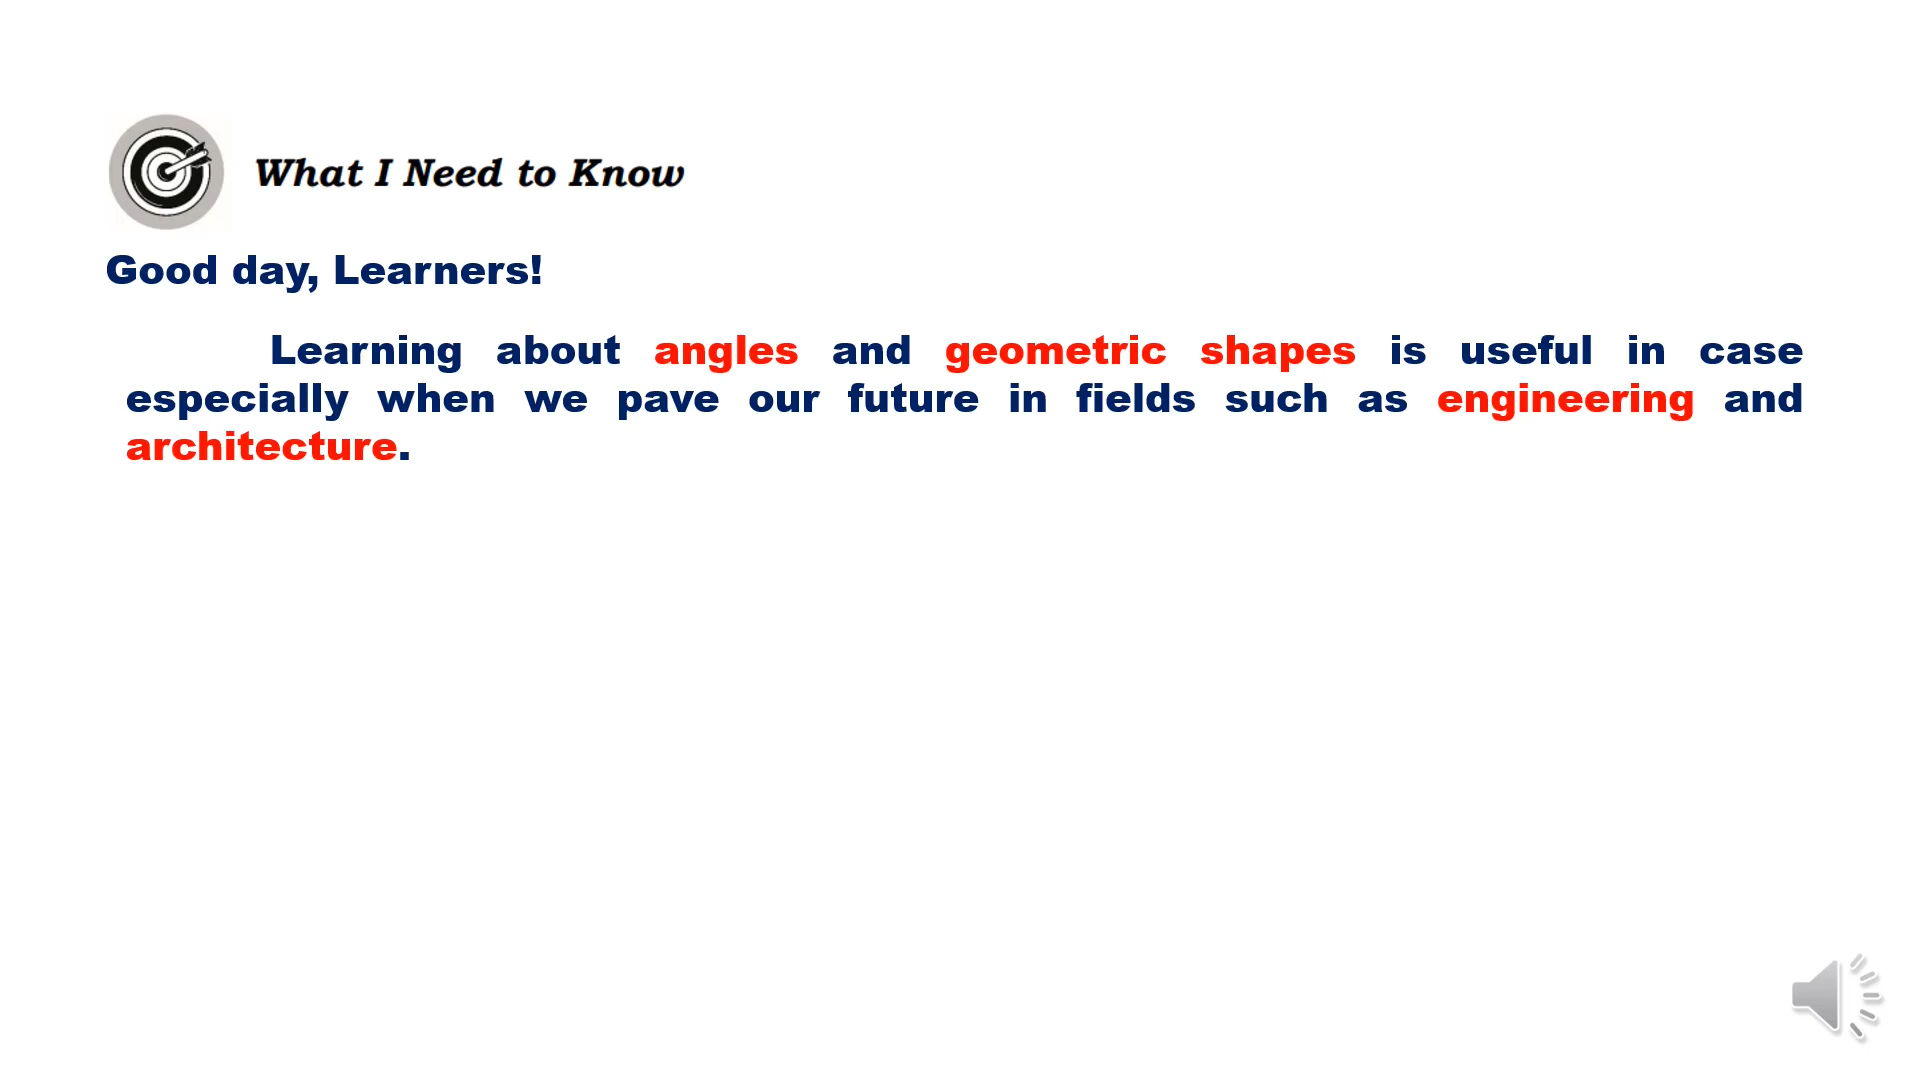 What I Need to Know
Good day, Learners!
Learning about angles and geometric shapes is useful in case
especially when we pave our future in fields such as engineering and
architecture.